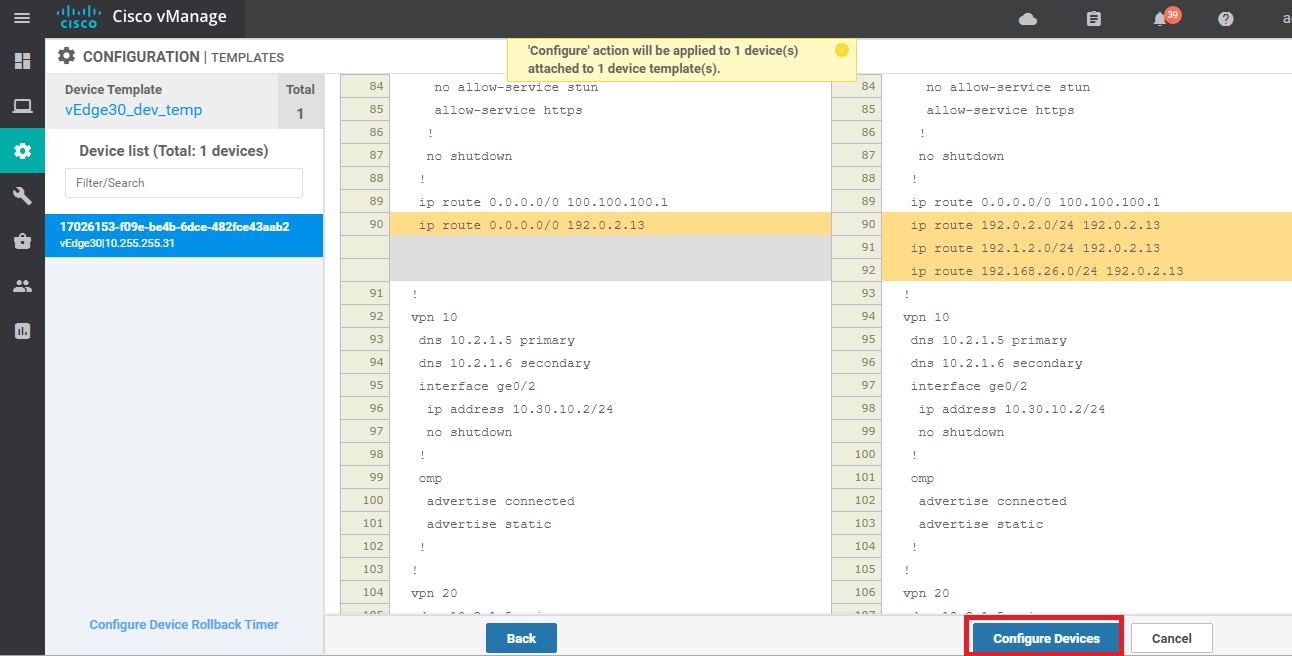 CISCO Cisco vManage 39 ? a
CONFIGURATION | TEMPLATES
'Configure' action will be applied to 1 device(s)
attached to 1 device template(s).
Device Template Total
vEdge30_dev_temp 1
Device list (Total: 1 devices)
Filter/Search
17026153-f09e-be4b-6dce-482fce43aab2
vEdge30|10.255.255.31
Configure Device Rollback Timer
84 no allow-service stun
85 allow-service https
86 !
87 no shutdown
88 !
89 ip route 0.0.0.0/0 100.100.100.1
90 ip route 0.0.0.0/0 192.0.2.13
91 !
92 vpn 10
93 dns 10.2.1.5 primary
94 dns 10.2.1.6 secondary
95 interface ge0/2
96 ip address 10.30.10.2/24
97 no shutdown
98 !
99 omp
100 advertise connected
101 advertise static
102 !
103 !
104 vpn 20
84 no allow-service stun
85 allow-service https
86 !
87 no shutdown
88 !
89 ip route 0.0.0.0/0 100.100.100.1
90 ip route 192.0.2.0/24 192.0.2.13
91 ip route 192.1.2.0/24 192.0.2.13
92 ip route 192.168.26.0/24 192.0.2.13
93 !
94 vpn 10
95 dns 10.2.1.5 primary
96 dns 10.2.1.6 secondary
97 interface ge0/2
98 ip address 10.30.10.2/24
99 no shutdown
100 !
101 omp
102 advertise connected
103 advertise static
104 !
105 !
106 vpn 20
Back Configure Devices Cancel